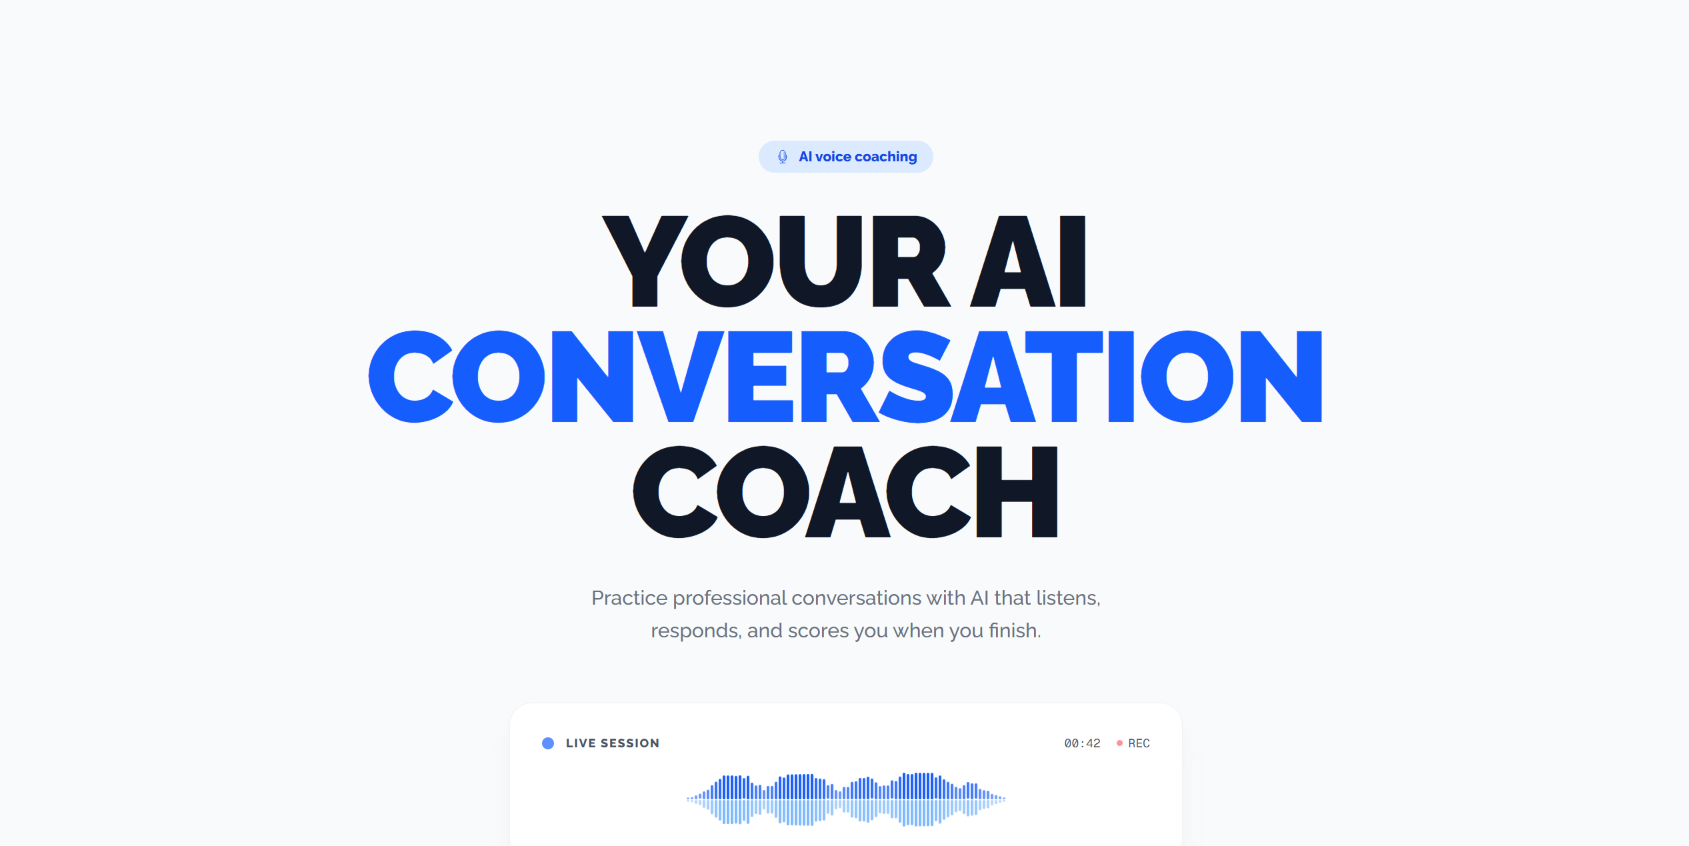 AI voice coaching
YOUR AI
CONVERSATION
COACH
Practice professional conversations with AI that listens,
responds, and scores you when you finish.
LIVE SESSION
00:42 REC